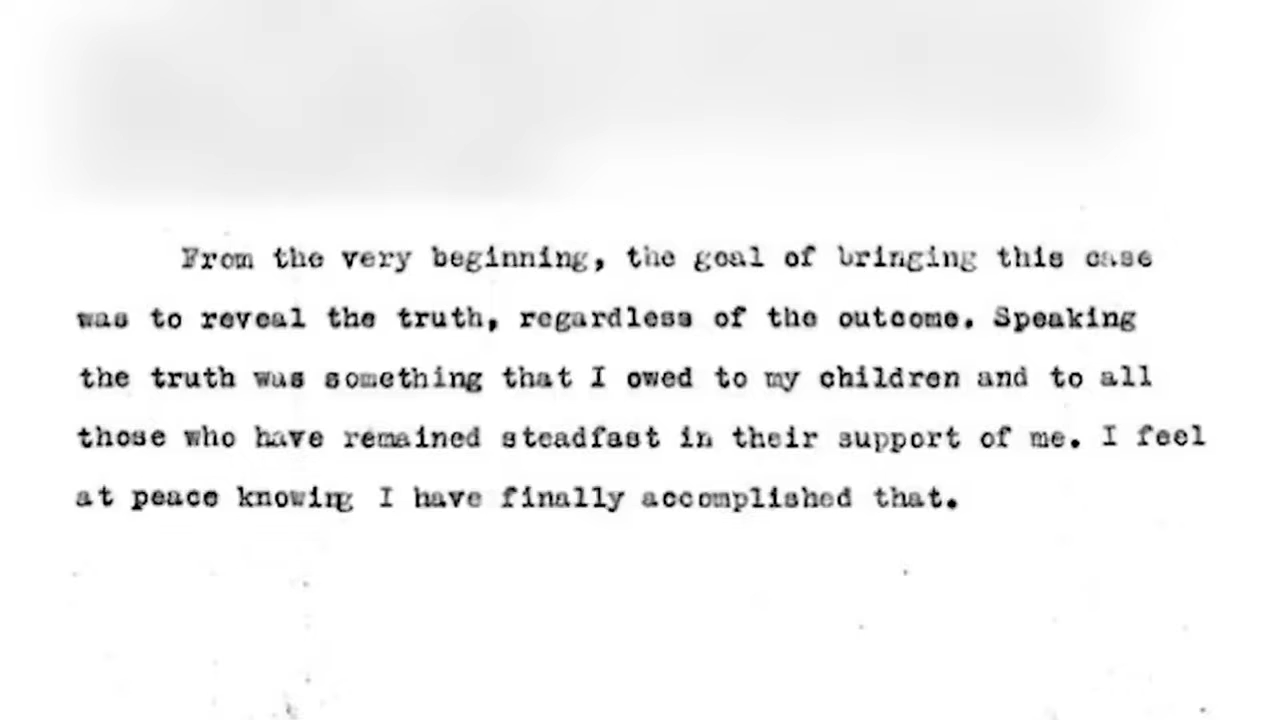 From the very beginning, the goal of bringing this case
was to reveal the truth, regardless of the outcome. Speaking
the truth was something that I owed to my children and to all
those who have remained steadfast in their support of me. I feel
at peace knowing I have finally accomplished that.